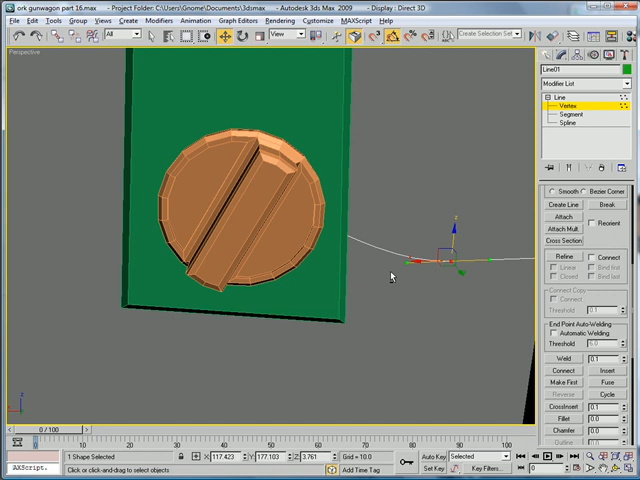 ork gunwagon part 16.max - Project Folder: C:\Users\Gnome\Documents\3dsmax - Autodesk 3ds Max 2009 - Display : Direct 3D
File Edit Tools Group Views Create Modifiers Animation Graph Editors Rendering Customize MAXScript Help
All View Create Selection Set
Perspective
Line01
Modifier List
Line
Vertex
Segment
Spline
Smooth Bezier Corner
Create Line Break
Attach Reorient
Attach Mult.
Cross Section
Refine Connect
Linear Bind first
Closed Bind last
Connect Copy
Connect
Threshold 0.1
End Point Auto-Welding
Automatic Welding
Threshold 6.0
Weld 0.1
Connect Insert
Make First Fuse
Reverse Cycle
CrossInsert 0.1
Fillet 0.0
Chamfer 0.0
Outline
z
z
0 / 100
0 10 20 30 40 50 60 70 80 90 100
1 Shape Selected X: 117.423 Y: 177.103 Z: 3.761 Grid = 10.0 Auto Key Selected
AXScript. Click or click-and-drag to select objects Add Time Tag Set Key Key Filters... 0